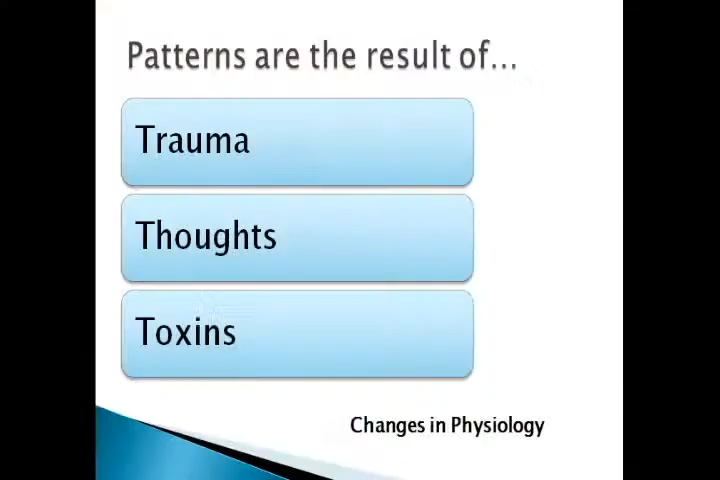 Patterns are the result of...
Trauma
Thoughts
Toxins
Changes in Physiology